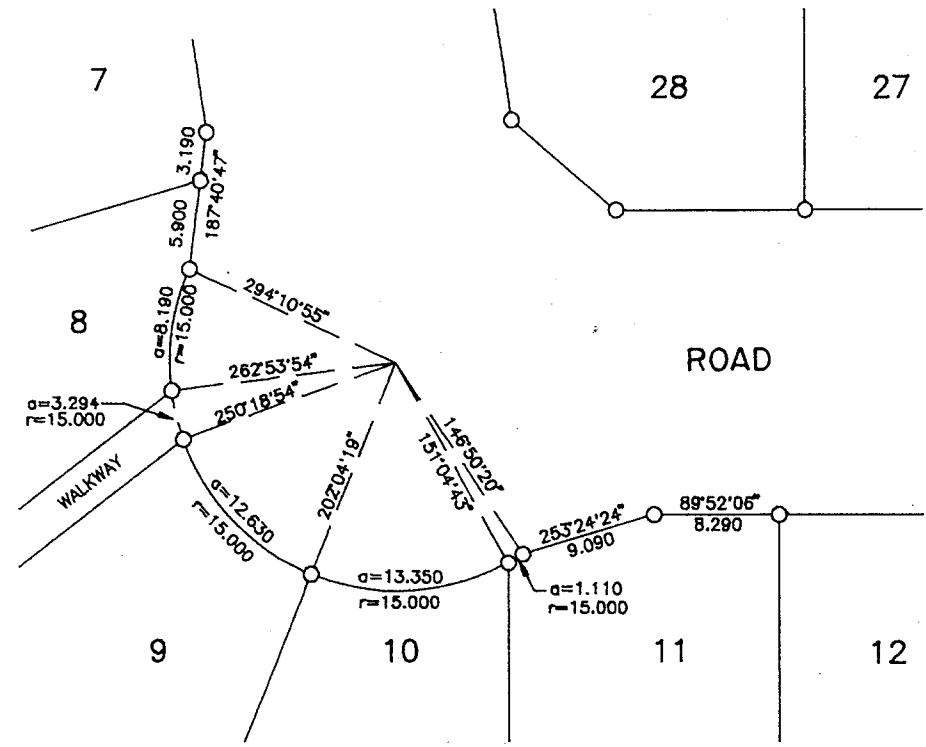 7
28
27
3.190
187°40'47"
5.900
294°10'55"
8
a=8.190
r=15.000
ROAD
262°53'54"
250°18'54"
a=3.294
r=15.000
WALKWAY
202°04'19"
146°50'20"
151°04'43"
a=12.630
r=15.000
253°24'24"
9.090
89°52'06"
8.290
a=13.350
r=15.000
a=1.110
r=15.000
9
10
11
12